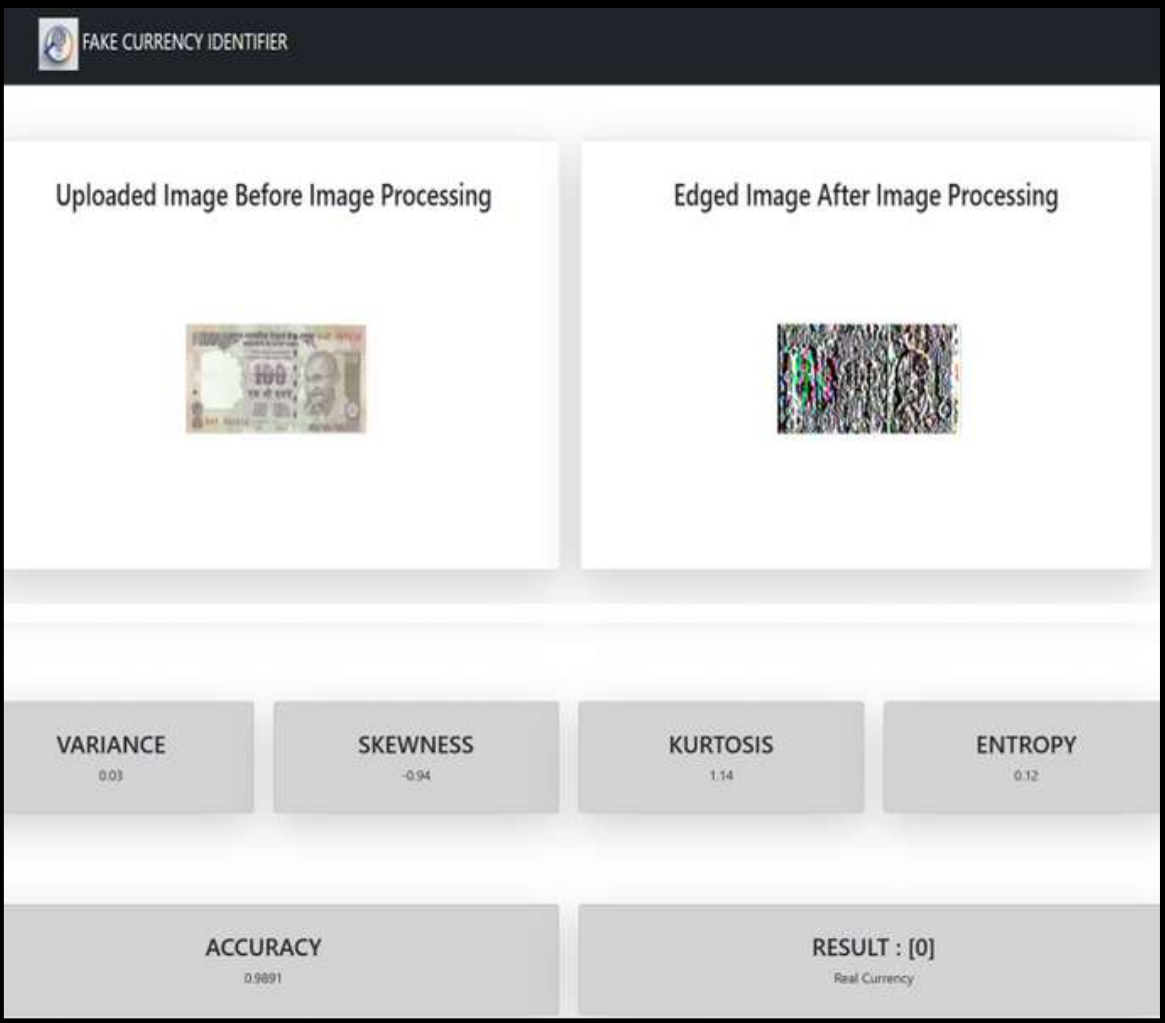 FAKE CURRENCY IDENTIFIER
Uploaded Image Before Image Processing
Edged Image After Image Processing
100
VARIANCE
0.03
SKEWNESS
-0.94
KURTOSIS
1.14
ENTROPY
0.12
ACCURACY
0.9891
RESULT : [0]
Real Currency